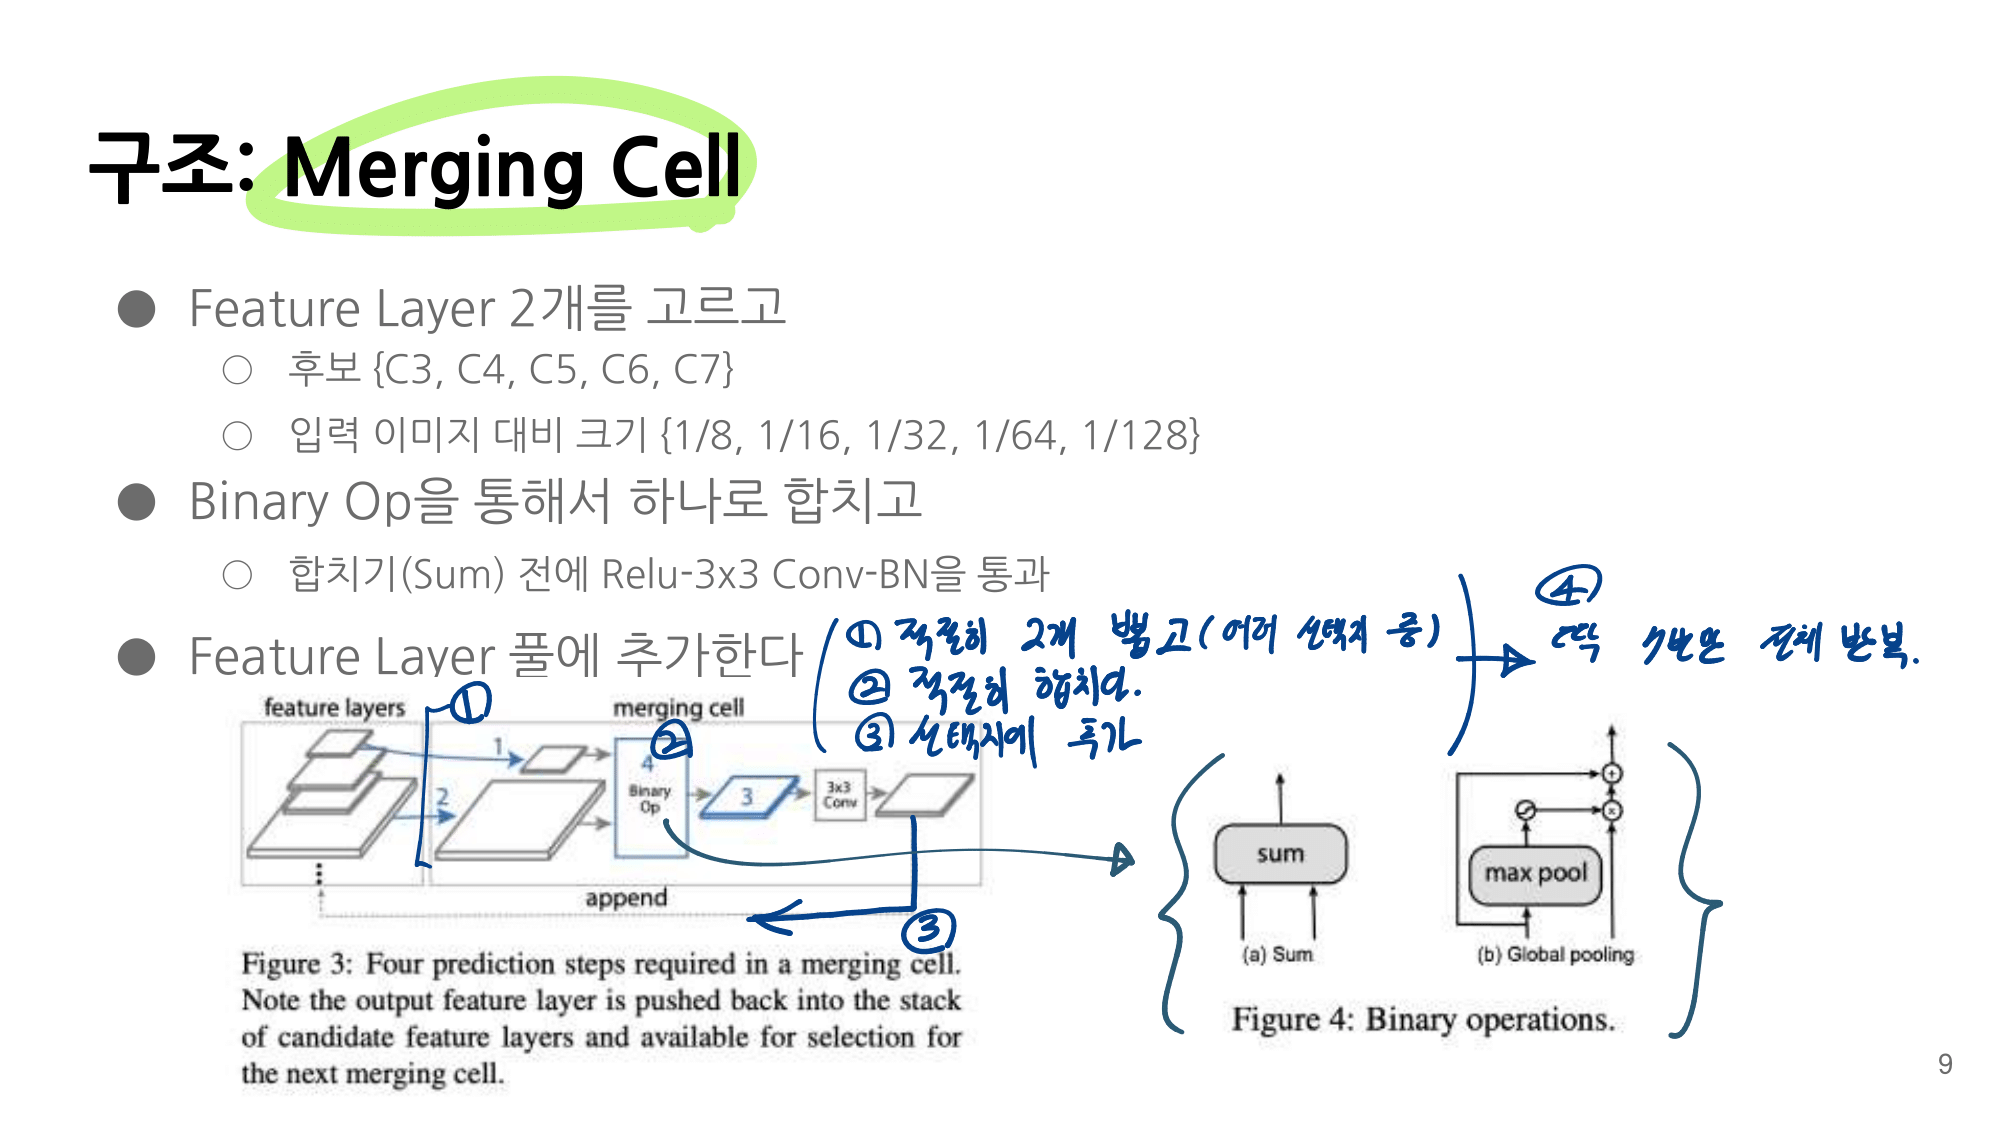 구조: Merging Cell
● Feature Layer 2개를 고르고
○ 후보 {C3, C4, C5, C6, C7}
○ 입력 이미지 대비 크기 {1/8, 1/16, 1/32, 1/64, 1/128}
● Binary Op을 통해서 하나로 합치고
○ 합치기(Sum) 전에 Relu-3x3 Conv-BN을 통과
● Feature Layer 풀에 추가한다
① 적절히 2개 뽑고(여러 선택지 중)
② 적절히 합치다.
③ 선택지에 추가
④
딱 7번만 전체 반복.
feature layers
①
merging cell
②
1
2
4
Binary
Op
3
3x3
Conv
append
③
Figure 3: Four prediction steps required in a merging cell.
Note the output feature layer is pushed back into the stack
of candidate feature layers and available for selection for
the next merging cell.
sum
(a) Sum
max pool
(b) Global pooling
Figure 4: Binary operations.
9